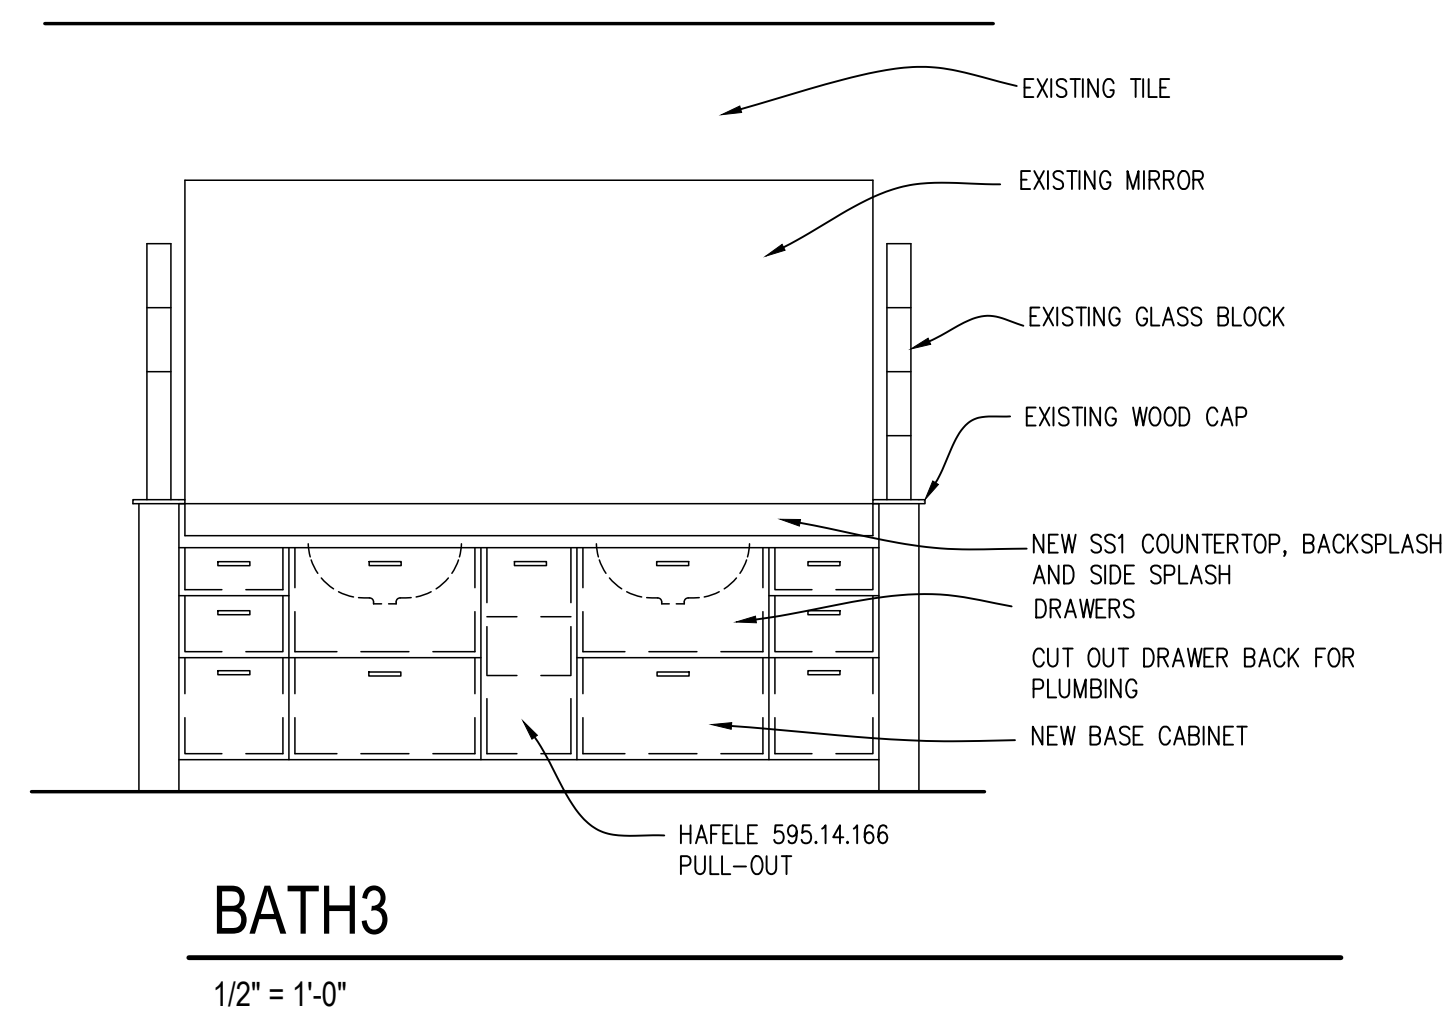 EXISTING TILE
EXISTING MIRROR
EXISTING GLASS BLOCK
EXISTING WOOD CAP
NEW SS1 COUNTERTOP, BACKSPLASH
AND SIDE SPLASH
DRAWERS
CUT OUT DRAWER BACK FOR
PLUMBING
NEW BASE CABINET
HAFELE 595.14.166
PULL-OUT
BATH3
1/2" = 1'-0"